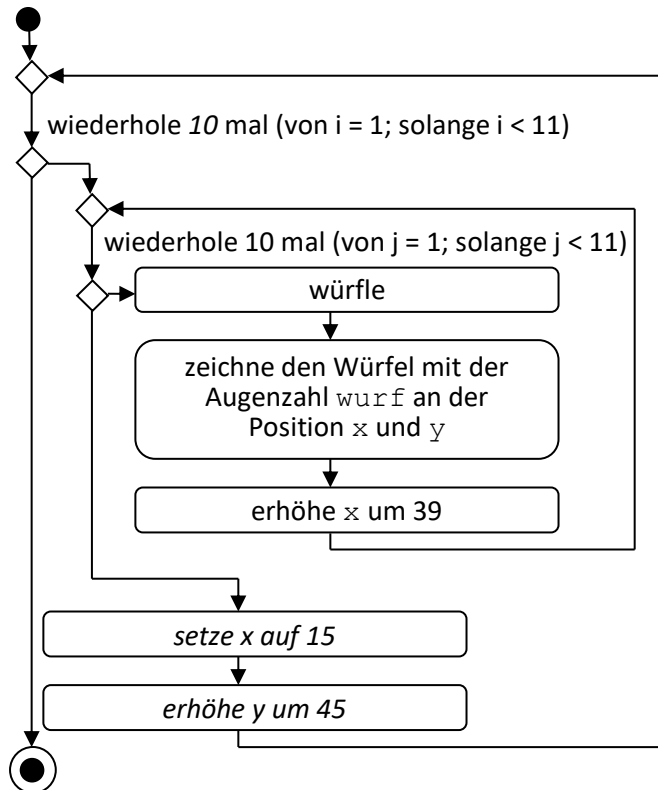 wiederhole 10 mal (von i = 1; solange i < 11)
wiederhole 10 mal (von j = 1; solange j < 11)
würfle
zeichne den Würfel mit der
Augenzahl wurf an der
Position x und y
erhöhe x um 39
setze x auf 15
erhöhe y um 45